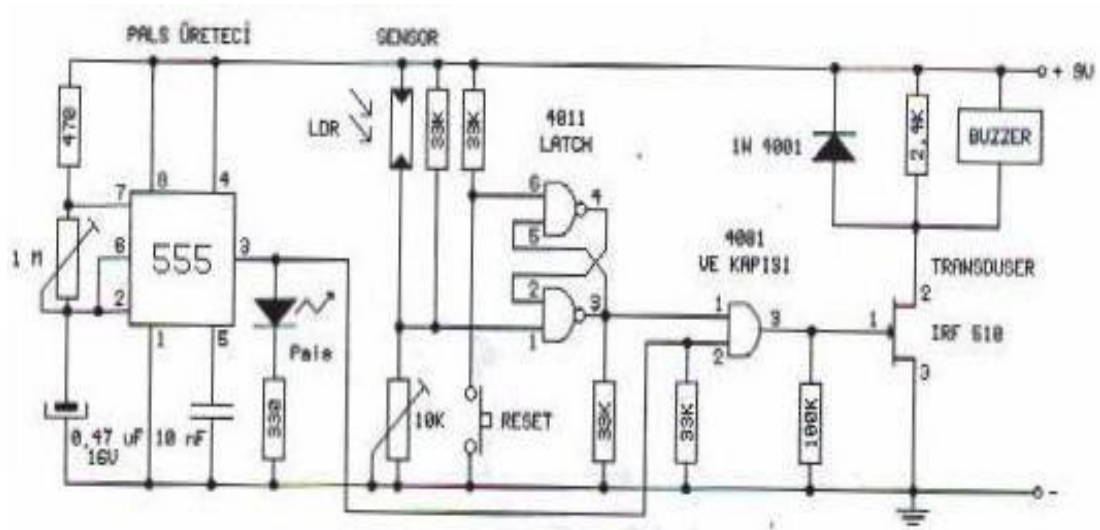 PALS ÜRETECİ
SENSOR
+ 9V
470
LDR
33K
33K
4011
LATCH
1N 4001
2,4K
BUZZER
8
4
7
6
4
5
1 M
6
555
3
4081
VE KAPISI
TRANSDUSER
2
2
3
1
3
2
1
1
2
1
5
Pals
IRF 510
3
0,47 uF
16V
10 nF
330
10K
RESET
33K
33K
100K
-